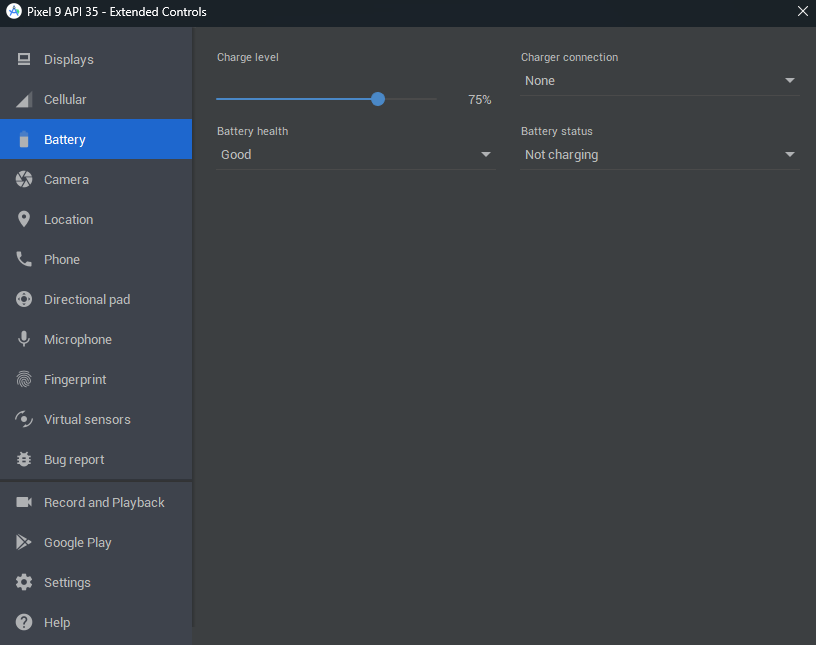 Pixel 9 API 35 - Extended Controls
Displays
Cellular
Battery
Camera
Location
Phone
Directional pad
Microphone
Fingerprint
Virtual sensors
Bug report
Record and Playback
Google Play
Settings
Help
Charge level
75%
Charger connection
None
Battery health
Good
Battery status
Not charging